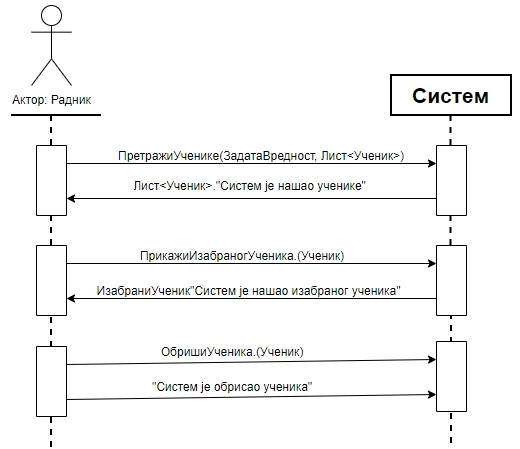 Актор: Радник
Систем
ПретражиУченике(ЗадатаВредност, Лист<Ученик>)
Лист<Ученик>."Систем је нашао ученике"
ПрикажиИзабраногУченика.(Ученик)
ИзабраниУченик"Систем је нашао изабраног ученика"
ОбришиУченика.(Ученик)
"Систем је обрисао ученика"